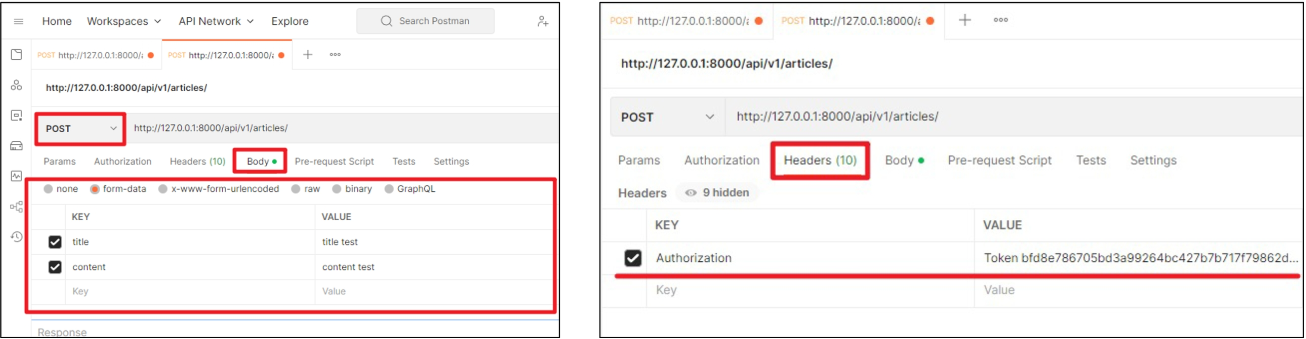 Home Workspaces API Network Explore Search Postman
POST http://127.0.0.1:8000/a POST http://127.0.0.1:8000/a
http://127.0.0.1:8000/api/v1/articles/
POST http://127.0.0.1:8000/api/v1/articles/
Params Authorization Headers (10) Body Pre-request Script Tests Settings
none form-data x-www-form-urlencoded raw binary GraphQL
KEY VALUE
title title test
content content test
Key Value
Response
POST http://127.0.0.1:8000/a POST http://127.0.0.1:8000/a
http://127.0.0.1:8000/api/v1/articles/
POST http://127.0.0.1:8000/api/v1/articles/
Params Authorization Headers (10) Body Pre-request Script Tests Settings
Headers 9 hidden
KEY VALUE
Authorization Token bfd8e786705bd3a99264bc427b7b717f79862d...
Key Value